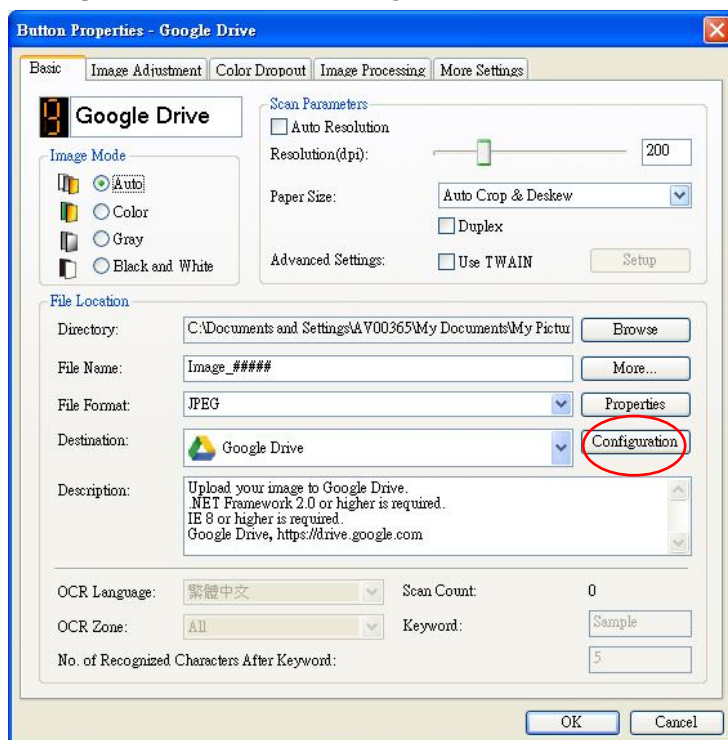 Button Properties - Google Drive
Basic Image Adjustment Color Dropout Image Processing More Settings
9 Google Drive
Image Mode
Auto
Color
Gray
Black and White
Scan Parameters
Auto Resolution
Resolution(dpi): 200
Paper Size: Auto Crop & Deskew
Duplex
Advanced Settings: Use TWAIN Setup
File Location
Directory: C:\Documents and Settings\AV00365\My Documents\My Pictur Browse
File Name: Image_##### More...
File Format: JPEG Properties
Destination: Google Drive Configuration
Description: Upload your image to Google Drive.
.NET Framework 2.0 or higher is required.
IE 8 or higher is required.
Google Drive, https://drive.google.com
OCR Language: 繁體中文 Scan Count: 0
OCR Zone: All Keyword: Sample
No. of Recognized Characters After Keyword: 5
OK Cancel